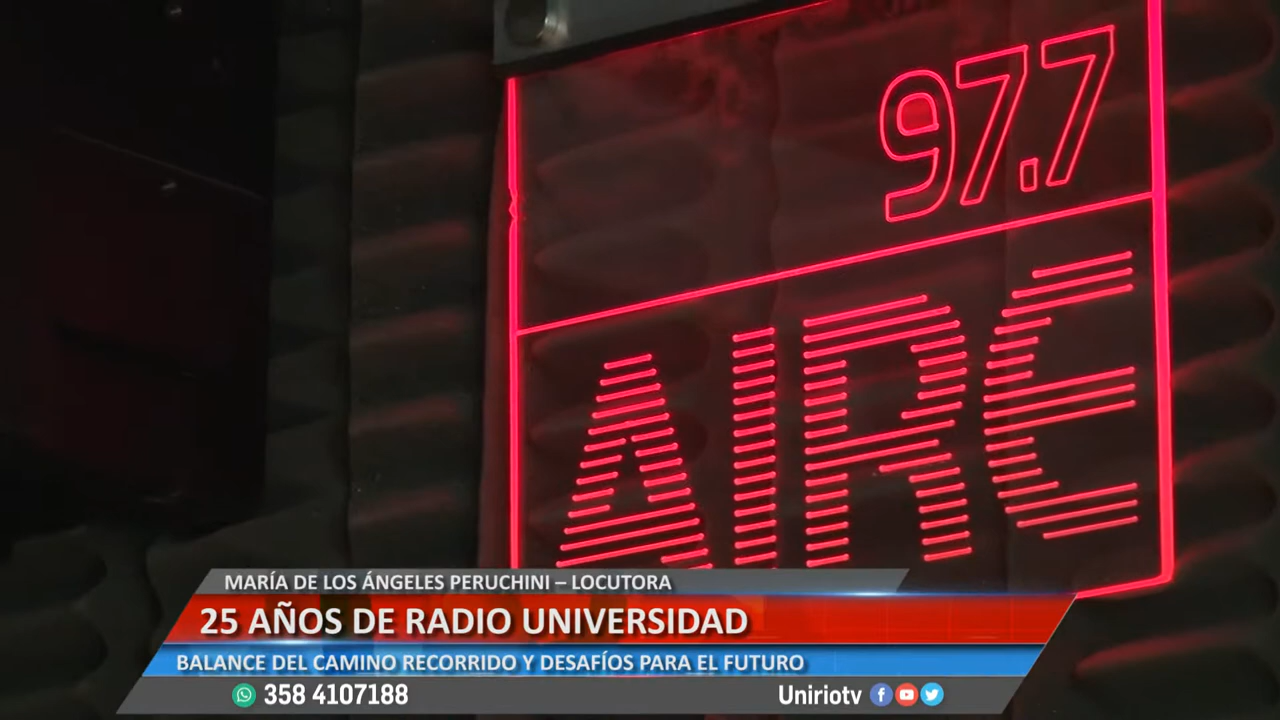 97.7
AIRE
MARÍA DE LOS ÁNGELES PERUCHINI – LOCUTORA
25 AÑOS DE RADIO UNIVERSIDAD
BALANCE DEL CAMINO RECORRIDO Y DESAFÍOS PARA EL FUTURO
358 4107188
Uniriotv